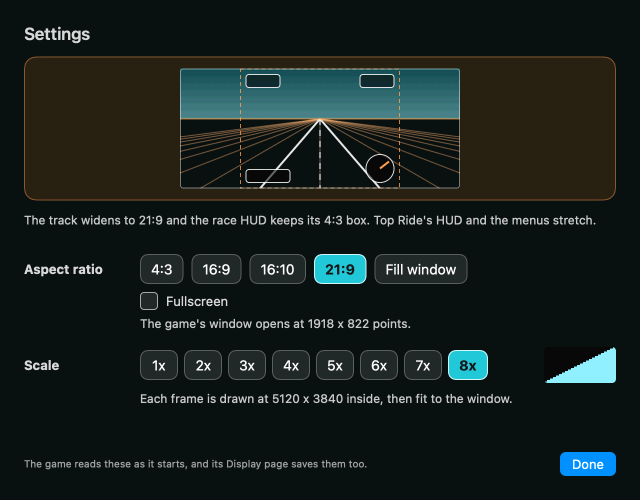 Settings
The track widens to 21:9 and the race HUD keeps its 4:3 box. Top Ride's HUD and the menus stretch.
Aspect ratio
4:3
16:9
16:10
21:9
Fill window
Fullscreen
The game's window opens at 1918 x 822 points.
Scale
1x
2x
3x
4x
5x
6x
7x
8x
Each frame is drawn at 5120 x 3840 inside, then fit to the window.
The game reads these as it starts, and its Display page saves them too.
Done